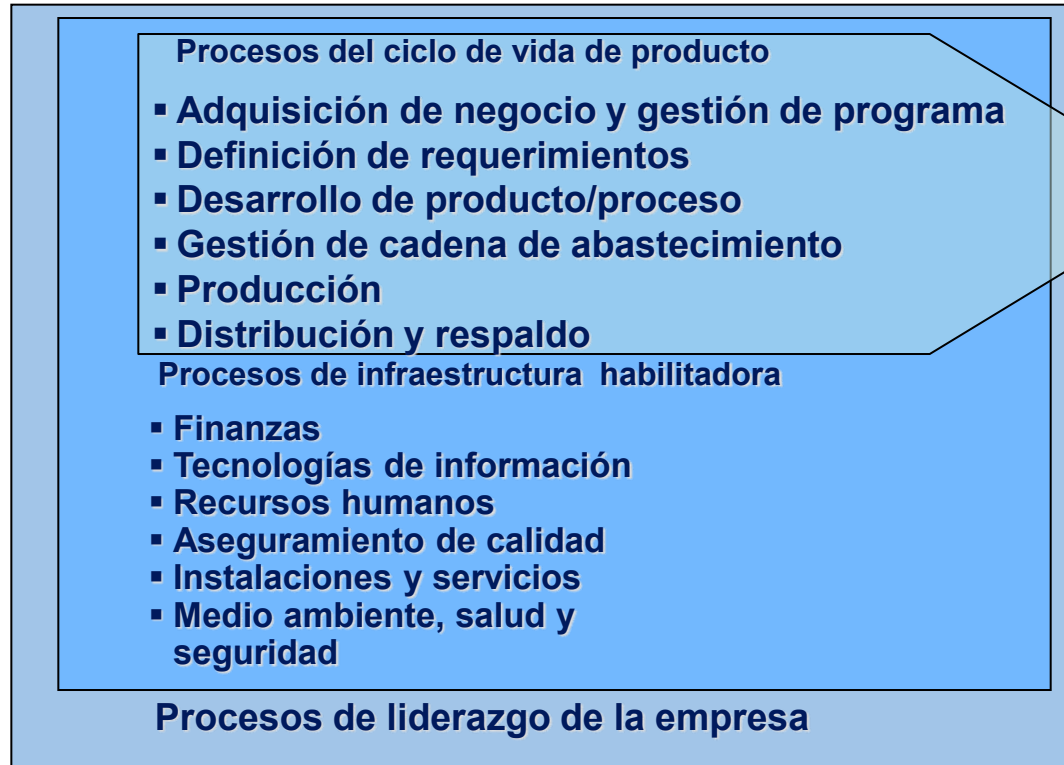 Procesos del ciclo de vida de producto
▪ Adquisición de negocio y gestión de programa
▪ Definición de requerimientos
▪ Desarrollo de producto/proceso
▪ Gestión de cadena de abastecimiento
▪ Producción
▪ Distribución y respaldo
Procesos de infraestructura habilitadora
▪ Finanzas
▪ Tecnologías de información
▪ Recursos humanos
▪ Aseguramiento de calidad
▪ Instalaciones y servicios
▪ Medio ambiente, salud y
seguridad
Procesos de liderazgo de la empresa